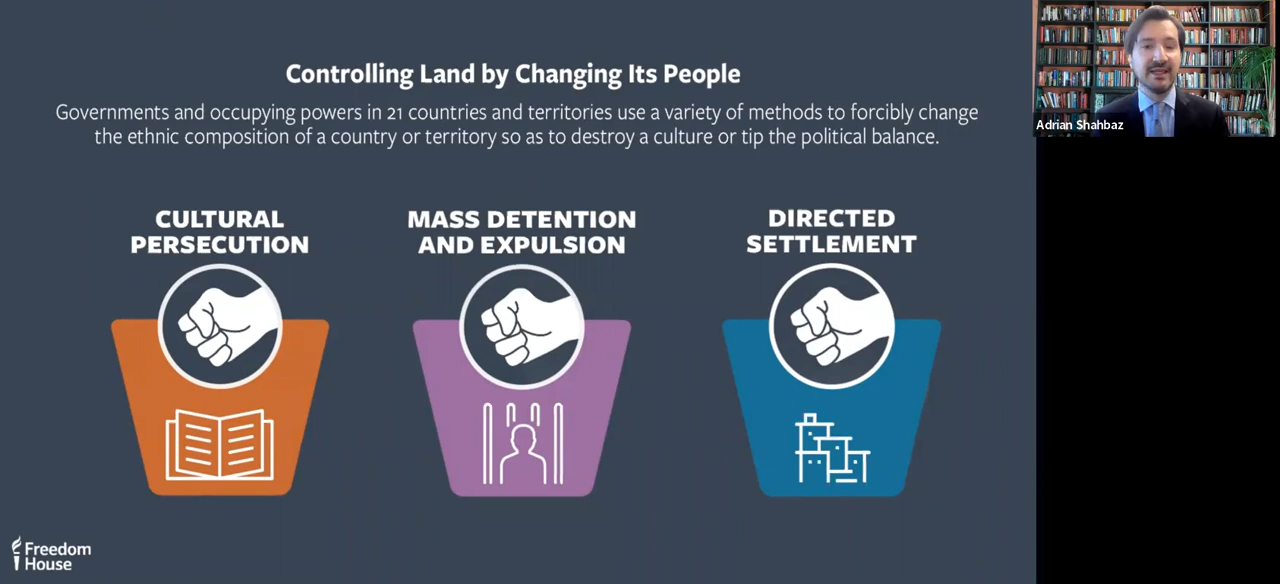 Controlling Land by Changing Its People
Governments and occupying powers in 21 countries and territories use a variety of methods to forcibly change
the ethnic composition of a country or territory so as to destroy a culture or tip the political balance.
CULTURAL
PERSECUTION
MASS DETENTION
AND EXPULSION
DIRECTED
SETTLEMENT
Freedom
House
Adrian Shahbaz